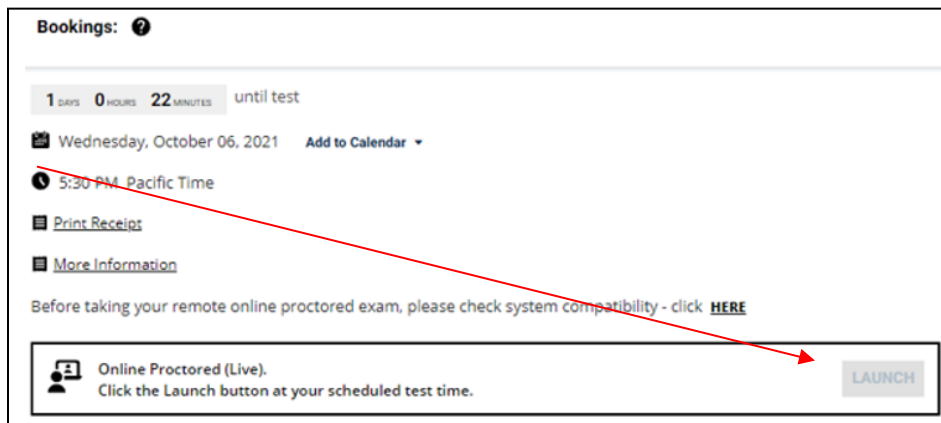 Bookings: ?
1 DAYS 0 HOURS 22 MINUTES until test
Wednesday, October 06, 2021 Add to Calendar
5:30 PM Pacific Time
Print Receipt
More Information
Before taking your remote online proctored exam, please check system compatibility - click HERE
Online Proctored (Live).
Click the Launch button at your scheduled test time.
LAUNCH